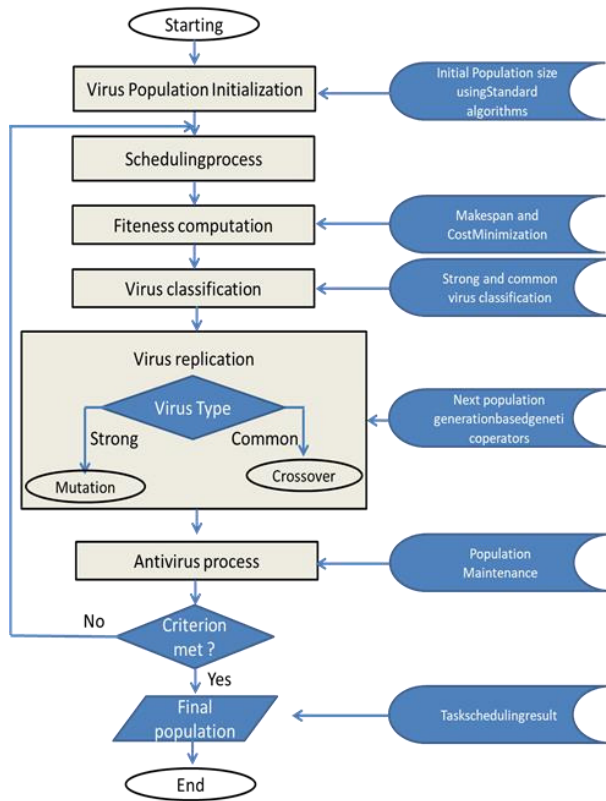 Starting
Virus Population Initialization
Initial Population size
usingStandard
algorithms
Schedulingprocess
Fiteness computation
Makespan and
CostMinimization
Virus classification
Strong and common
virus classification
Virus replication
Virus Type
Strong
Common
Mutation
Crossover
Next population
generationbasedgeneti
coperators
Antivirus process
Population
Maintenance
No
Criterion
met ?
Yes
Final
population
Taskschedulingresult
End